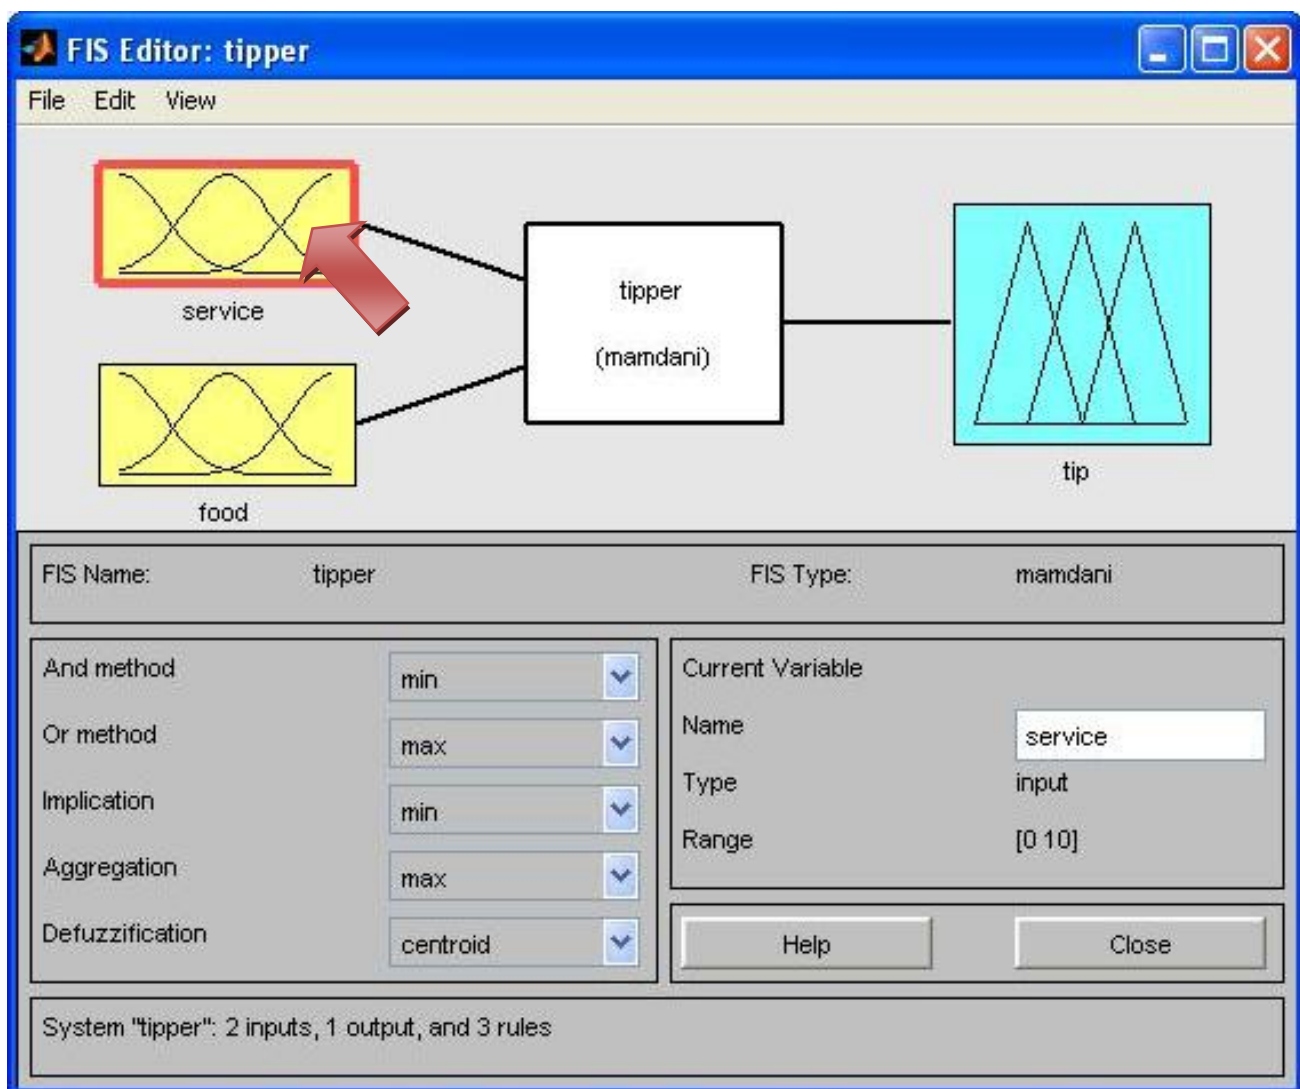 FIS Editor: tipper
File Edit View
service
food
tipper
(mamdani)
tip
FIS Name: tipper FIS Type: mamdani
And method min
Or method max
Implication min
Aggregation max
Defuzzification centroid
Current Variable
Name service
Type input
Range [0 10]
Help Close
System "tipper": 2 inputs, 1 output, and 3 rules